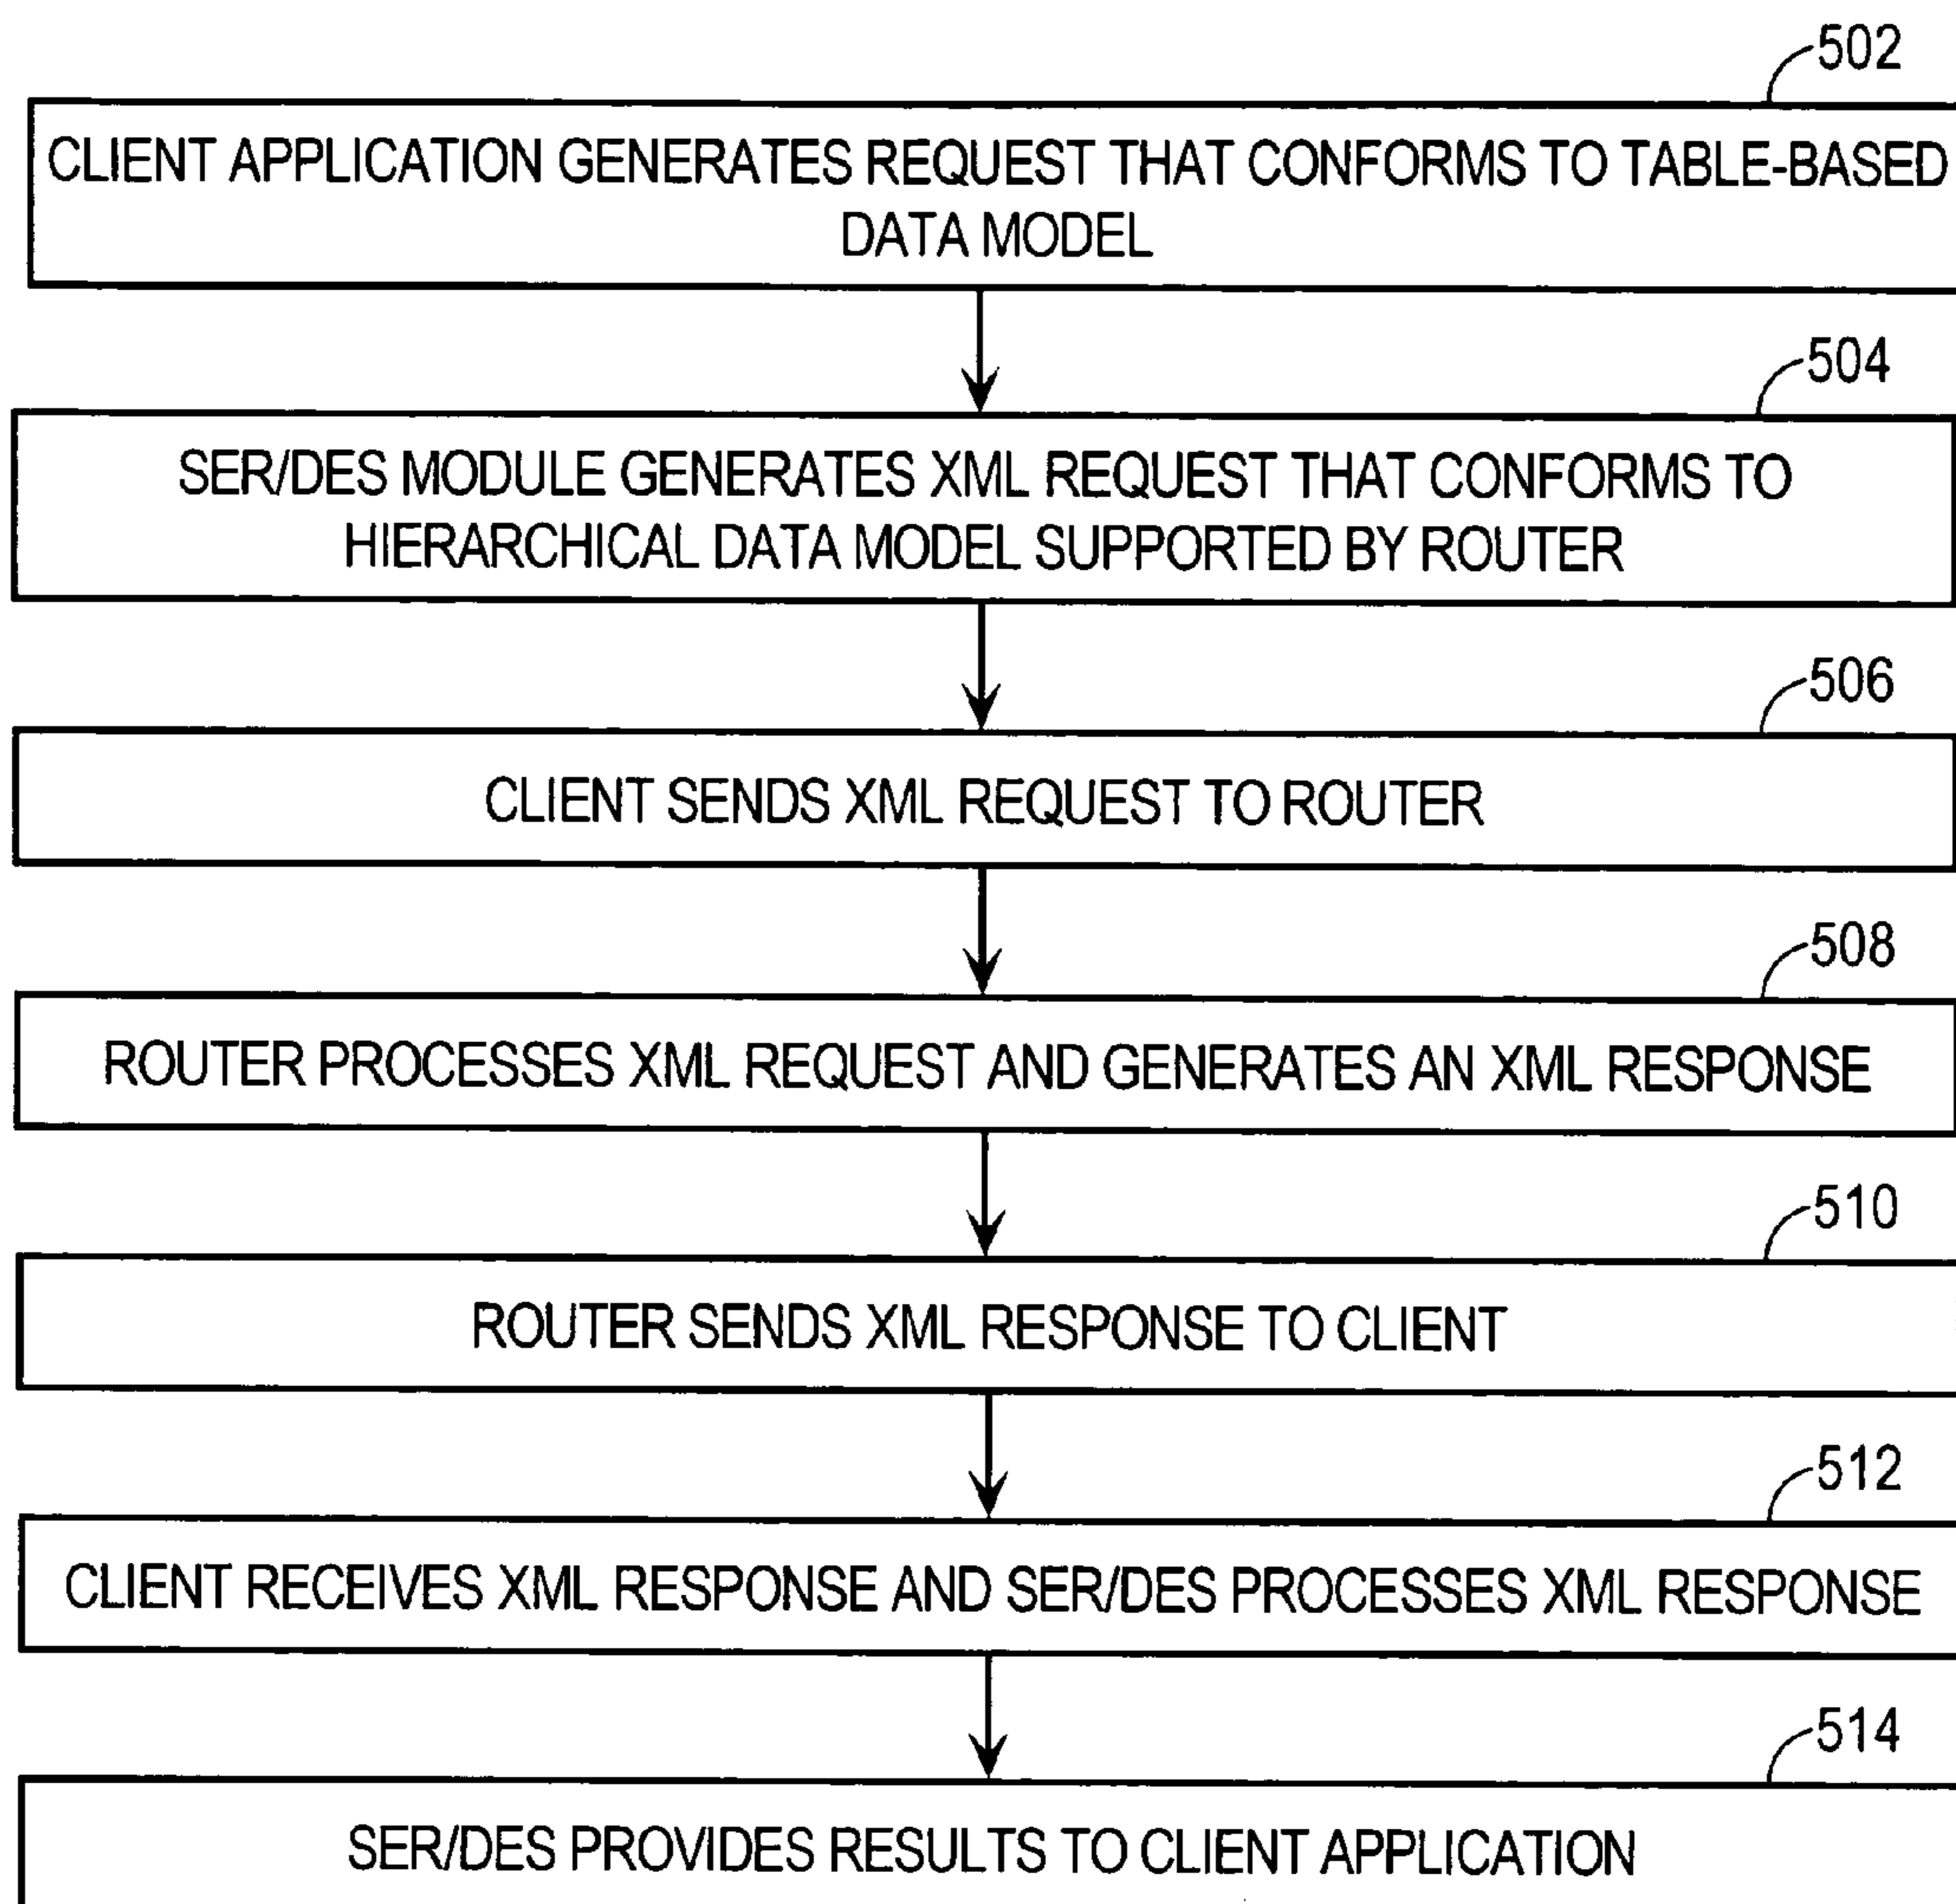 502
CLIENT APPLICATION GENERATES REQUEST THAT CONFORMS TO TABLE-BASED
DATA MODEL
504
SER/DES MODULE GENERATES XML REQUEST THAT CONFORMS TO
HIERARCHICAL DATA MODEL SUPPORTED BY ROUTER
506
CLIENT SENDS XML REQUEST TO ROUTER
508
ROUTER PROCESSES XML REQUEST AND GENERATES AN XML RESPONSE
510
ROUTER SENDS XML RESPONSE TO CLIENT
512
CLIENT RECEIVES XML RESPONSE AND SER/DES PROCESSES XML RESPONSE
514
SER/DES PROVIDES RESULTS TO CLIENT APPLICATION